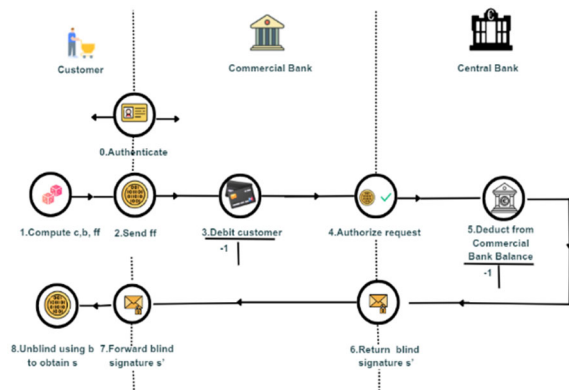 Customer
Commercial Bank
Central Bank
0.Authenticate
1.Compute c,b, ff
2.Send ff
3.Debit customer
-1
4.Authorize request
5.Deduct from
Commercial
Bank Balance
-1
8.Unblind using b
to obtain s
7.Forward blind
signature s'
6.Return blind
signature s'